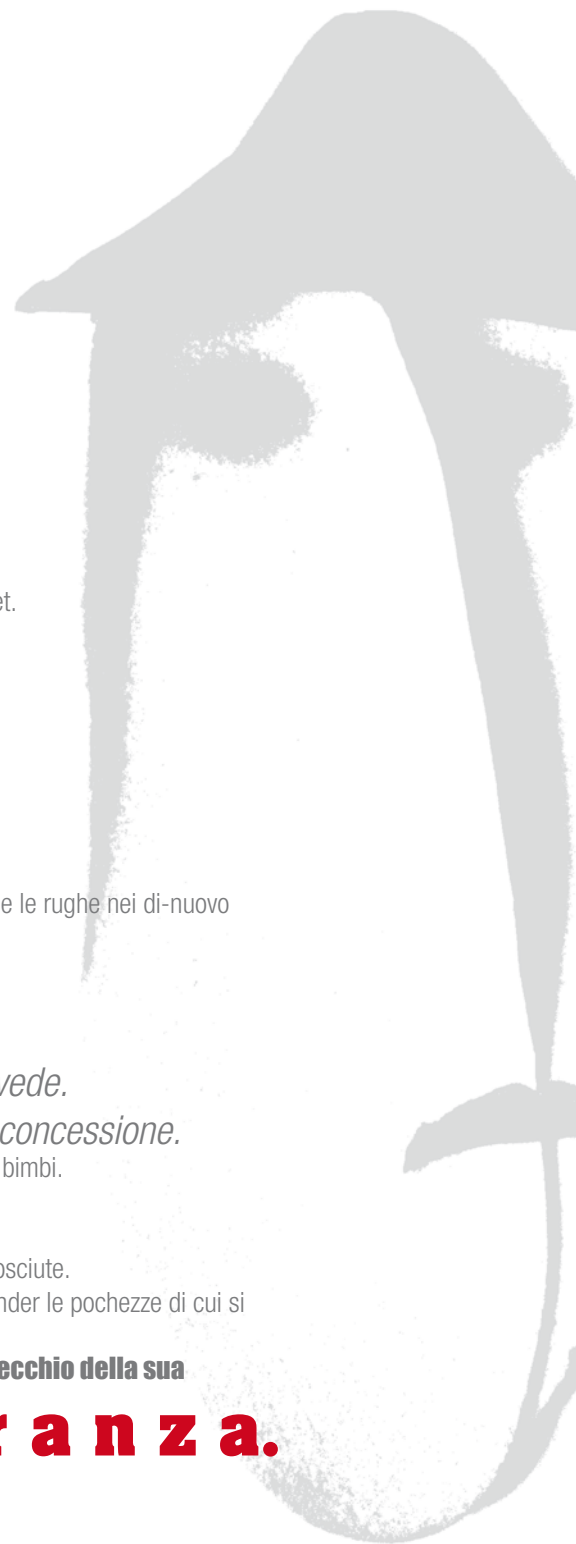 et.
e le rughe nei di-nuovo
vede.
concessione.
bimbi.
osciute.
nder le pochezze di cui si
ecchio della sua
r a n z a.